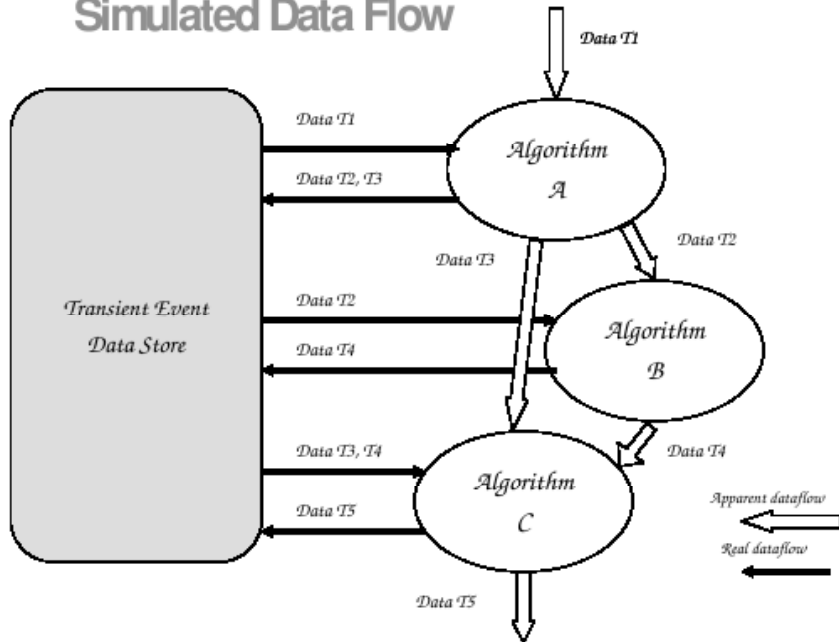 Simulated Data Flow
Data T1
Data T1
Algorithm
A
Data T2, T3
Data T3
Data T2
Transient Event
Data Store
Data T2
Algorithm
B
Data T4
Data T3, T4
Data T4
Algorithm
C
Data T5
Apparent dataflow
Real dataflow
Data T5